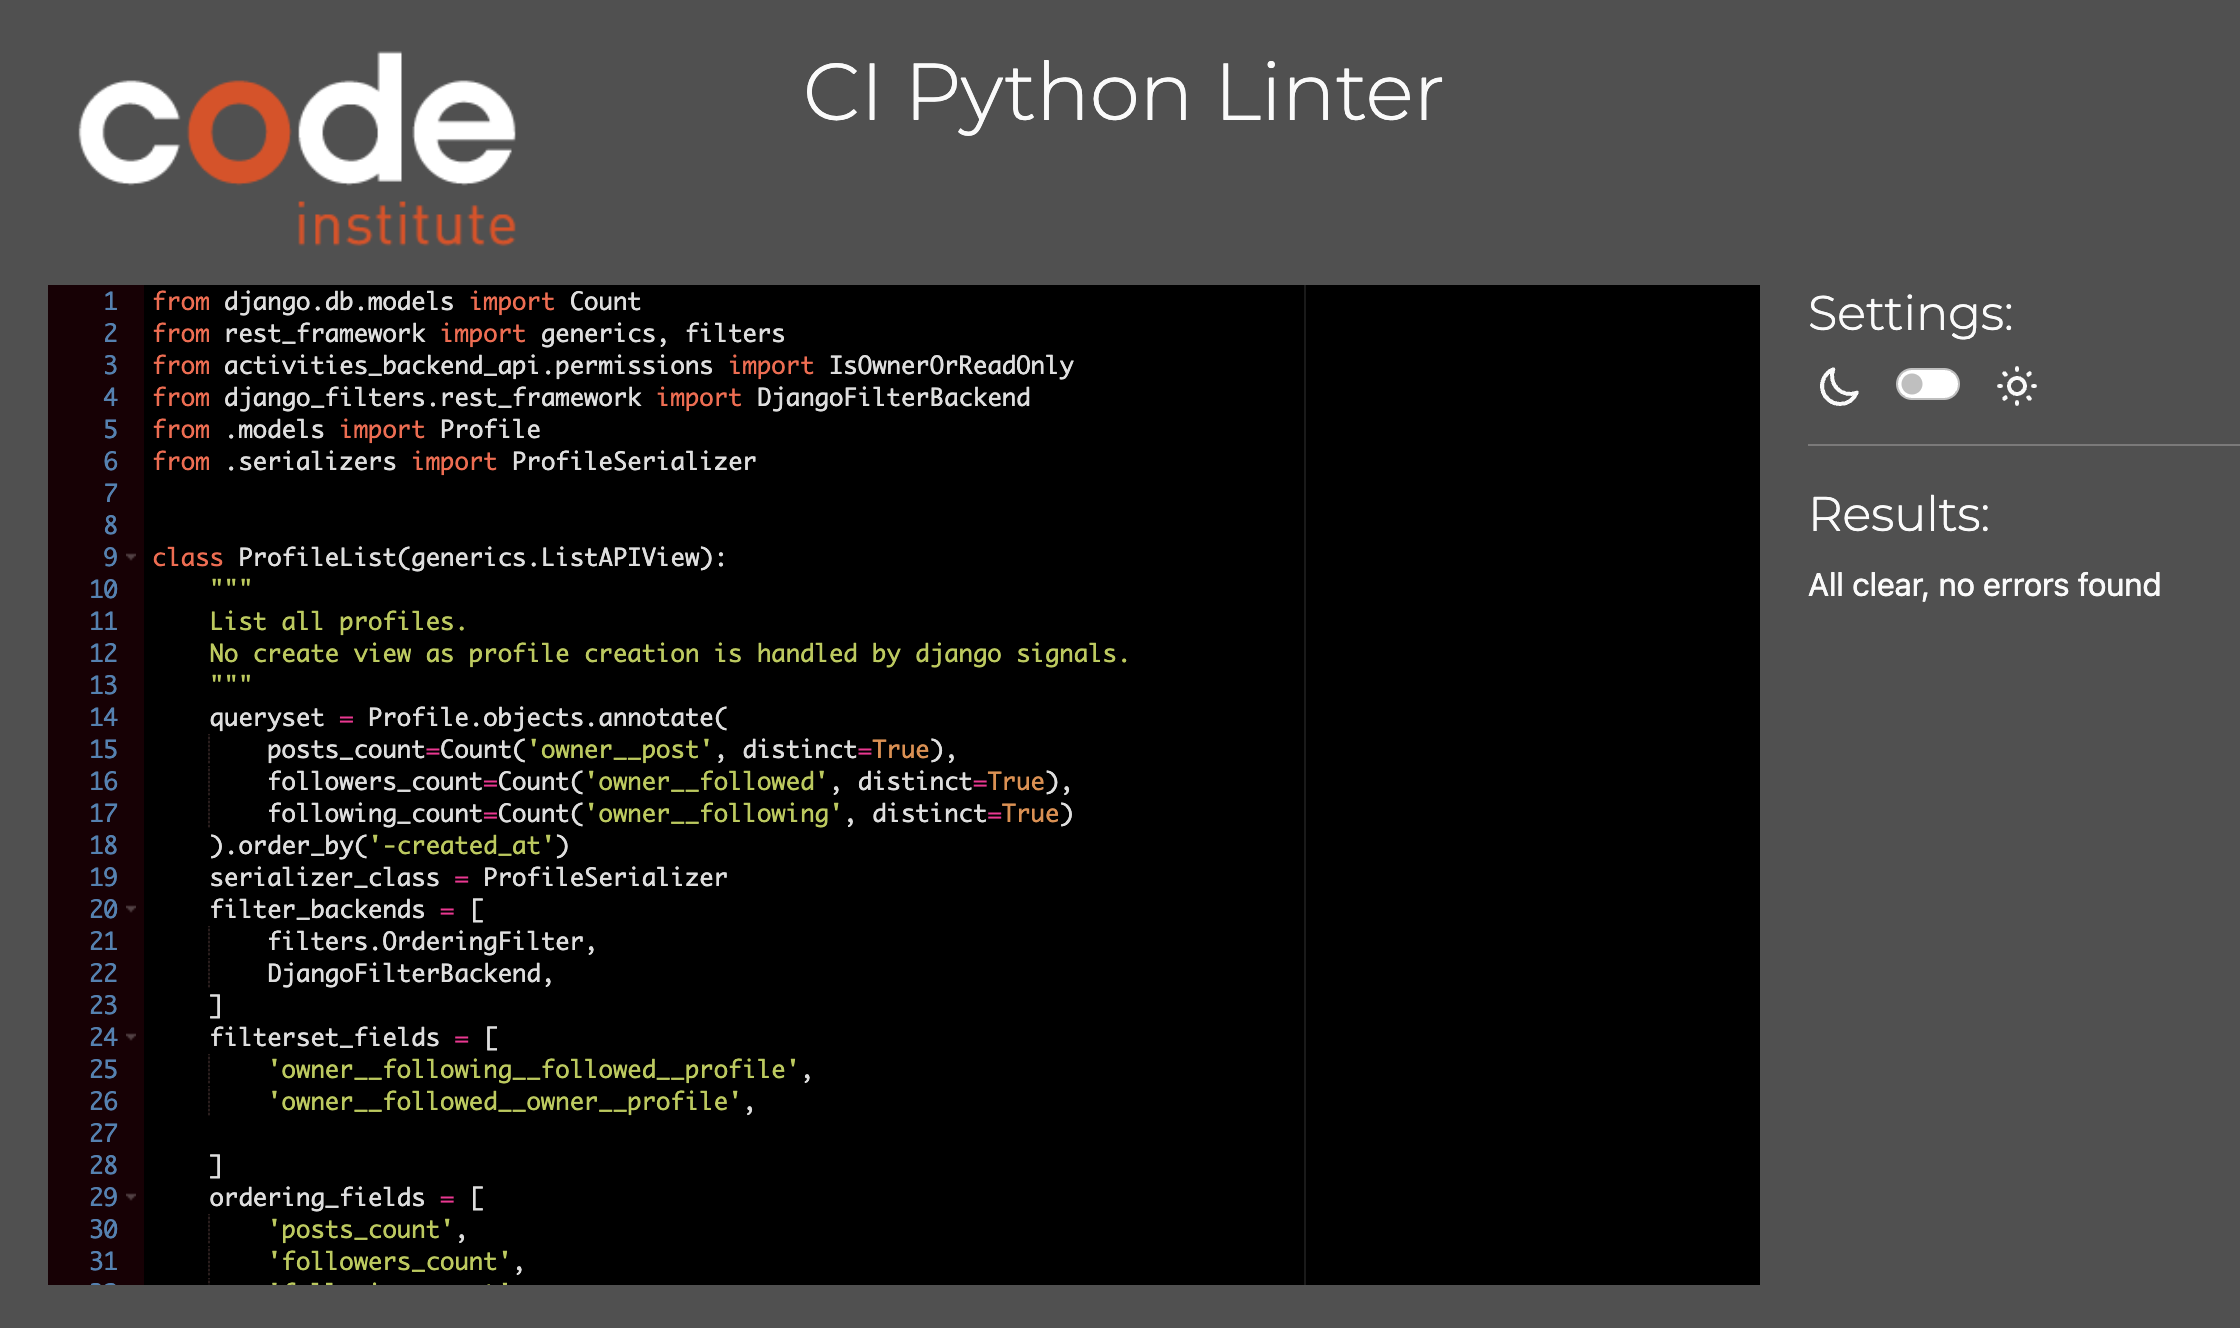 code
institute
CI Python Linter
1 from django.db.models import Count
2 from rest_framework import generics, filters
3 from activities_backend_api.permissions import IsOwnerOrReadOnly
4 from django_filters.rest_framework import DjangoFilterBackend
5 from .models import Profile
6 from .serializers import ProfileSerializer
7
8
9 class ProfileList(generics.ListAPIView):
10     """
11     List all profiles.
12     No create view as profile creation is handled by django signals.
13     """
14     queryset = Profile.objects.annotate(
15         posts_count=Count('owner__post', distinct=True),
16         followers_count=Count('owner__followed', distinct=True),
17         following_count=Count('owner__following', distinct=True)
18     ).order_by('-created_at')
19     serializer_class = ProfileSerializer
20     filter_backends = [
21         filters.OrderingFilter,
22         DjangoFilterBackend,
23     ]
24     filterset_fields = [
25         'owner__following__followed__profile',
26         'owner__followed__owner__profile',
27
28     ]
29     ordering_fields = [
30         'posts_count',
31         'followers_count',
Settings:
Results:
All clear, no errors found